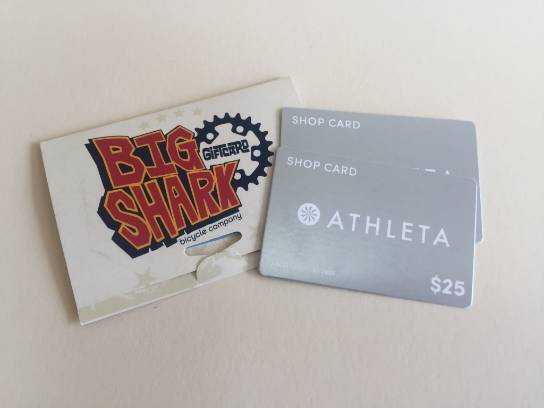 BIG
GIFTCARD
SHARK
bicycle company
SHOP CARD
SHOP CARD
ATHLETA
$25